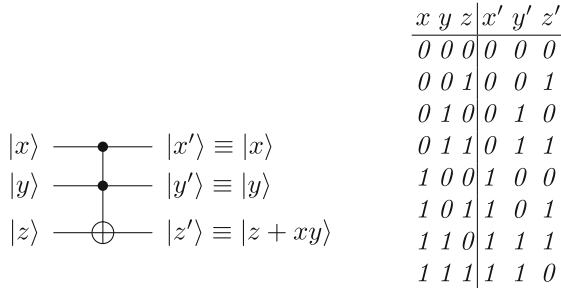 |x⟩ |x′⟩ ≡ |x⟩
|y⟩ |y′⟩ ≡ |y⟩
|z⟩ |z′⟩ ≡ |z + xy⟩
x y z x′ y′ z′
0 0 0 0 0 0
0 0 1 0 0 1
0 1 0 0 1 0
0 1 1 0 1 1
1 0 0 1 0 0
1 0 1 1 0 1
1 1 0 1 1 1
1 1 1 1 1 0